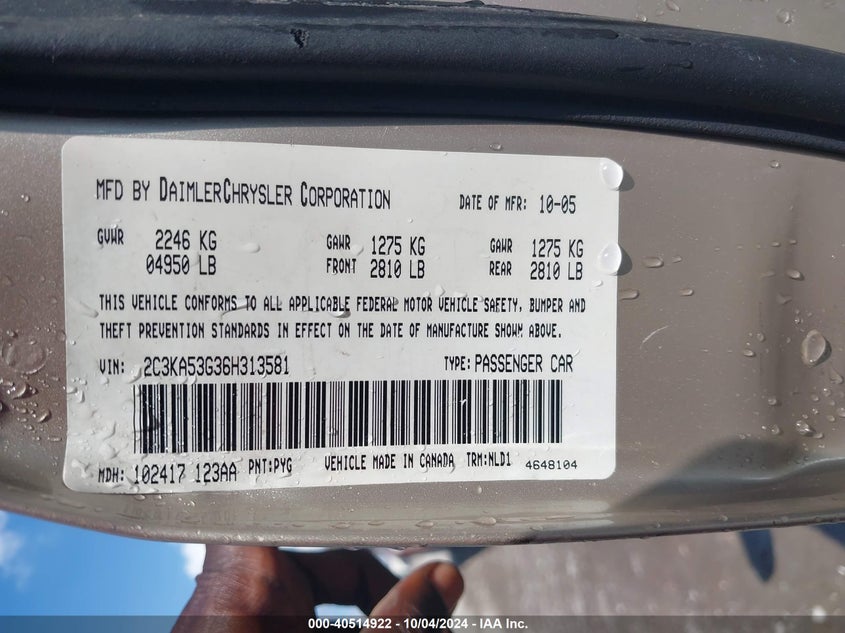 MFD BY DAIMLERCHRYSLER CORPORATION DATE OF MFR: 10-05
GVWR 2246 KG GAWR 1275 KG GAWR 1275 KG
04950 LB FRONT 2810 LB REAR 2810 LB
THIS VEHICLE CONFORMS TO ALL APPLICABLE FEDERAL MOTOR VEHICLE SAFETY, BUMPER AND
THEFT PREVENTION STANDARDS IN EFFECT ON THE DATE OF MANUFACTURE SHOWN ABOVE.
VIN: 2C3KA53G36H313581 TYPE: PASSENGER CAR
MDH: 102417 123AA PNT:PYG VEHICLE MADE IN CANADA TRM:NLD1 4648104
000-40514922 - 10/04/2024 - IAA Inc.